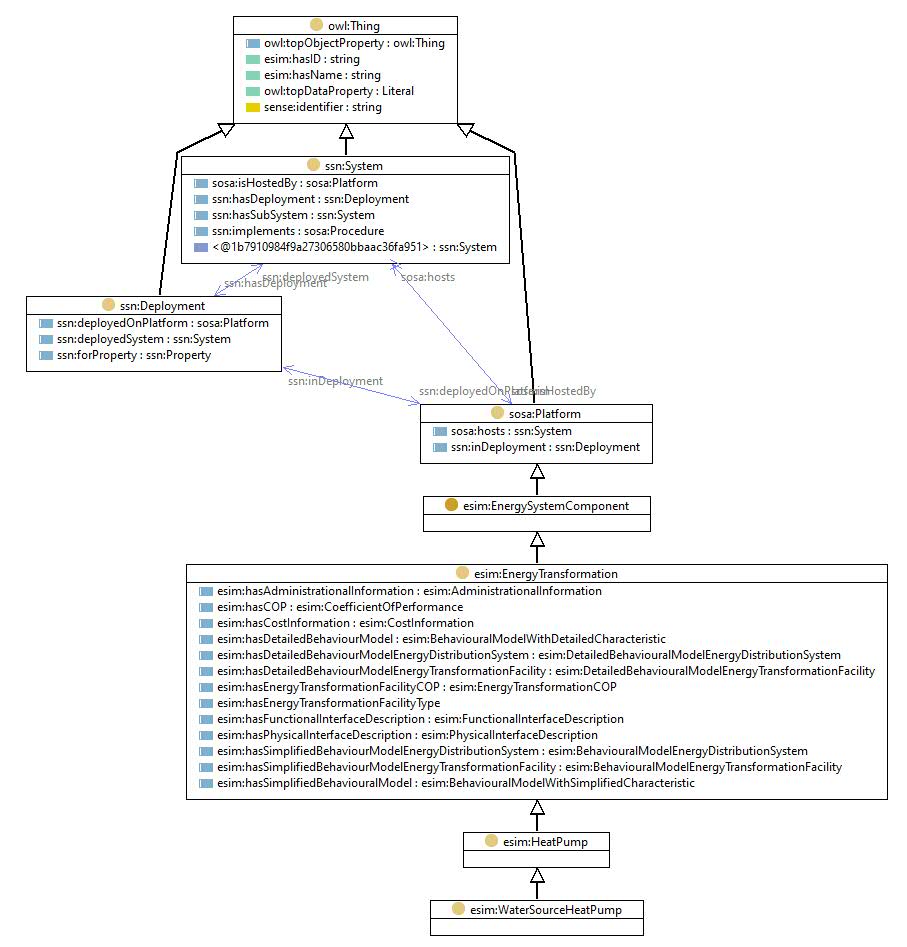 owl:Thing
owl:topObjectProperty : owl:Thing
esim:hasID : string
esim:hasName : string
owl:topDataProperty : Literal
sense:identifier : string
ssn:System
sosa:isHostedBy : sosa:Platform
ssn:hasDeployment : ssn:Deployment
ssn:hasSubSystem : ssn:System
ssn:implements : sosa:Procedure
<@1b7910984f9a27306580bbaac36fa951> : ssn:System
ssn:deployedSystem
sosa:hosts
ssn:hasDeployment
ssn:Deployment
ssn:deployedOnPlatform : sosa:Platform
ssn:deployedSystem : ssn:System
ssn:forProperty : ssn:Property
ssn:inDeployment
ssn:deployedOnPlatform
sosa:isHostedBy
sosa:Platform
sosa:hosts : ssn:System
ssn:inDeployment : ssn:Deployment
esim:EnergySystemComponent
esim:EnergyTransformation
esim:hasAdministrationalInformation : esim:AdministrationalInformation
esim:hasCOP : esim:CoefficientOfPerformance
esim:hasCostInformation : esim:CostInformation
esim:hasDetailedBehaviourModel : esim:BehaviouralModelWithDetailedCharacteristic
esim:hasDetailedBehaviourModelEnergyDistributionSystem : esim:DetailedBehaviouralModelEnergyDistributionSystem
esim:hasDetailedBehaviourModelEnergyTransformationFacility : esim:DetailedBehaviouralModelEnergyTransformationFacility
esim:hasEnergyTransformationFacilityCOP : esim:EnergyTransformationCOP
esim:hasEnergyTransformationFacilityType
esim:hasFunctionalInterfaceDescription : esim:FunctionalInterfaceDescription
esim:hasPhysicalInterfaceDescription : esim:PhysicalInterfaceDescription
esim:hasSimplifiedBehaviourModelEnergyDistributionSystem : esim:BehaviouralModelEnergyDistributionSystem
esim:hasSimplifiedBehaviourModelEnergyTransformationFacility : esim:BehaviouralModelEnergyTransformationFacility
esim:hasSimplifiedBehaviouralModel : esim:BehaviouralModelWithSimplifiedCharacteristic
esim:HeatPump
esim:WaterSourceHeatPump